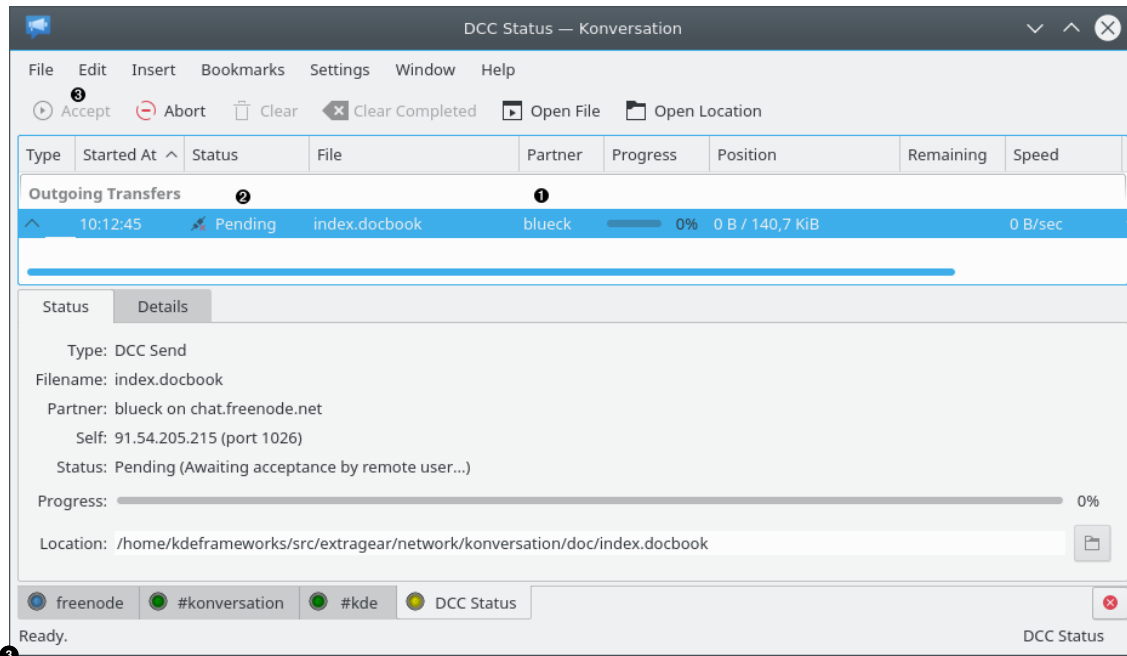 DCC Status — Konversation
File Edit Insert Bookmarks Settings Window Help
❸
Accept Abort Clear Clear Completed Open File Open Location
Type Started At Status File Partner Progress Position Remaining Speed
Outgoing Transfers ❷ ❶
10:12:45 Pending index.docbook blueck 0% 0 B / 140,7 KiB 0 B/sec
Status Details
Type: DCC Send
Filename: index.docbook
Partner: blueck on chat.freenode.net
Self: 91.54.205.215 (port 1026)
Status: Pending (Awaiting acceptance by remote user...)
Progress: 0%
Location: /home/kdeframeworks/src/extragear/network/konversation/doc/index.docbook
freenode #konversation #kde DCC Status
Ready. DCC Status
❸